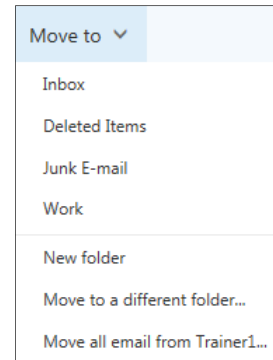 Move to
Inbox
Deleted Items
Junk E-mail
Work
New folder
Move to a different folder...
Move all email from Trainer1...